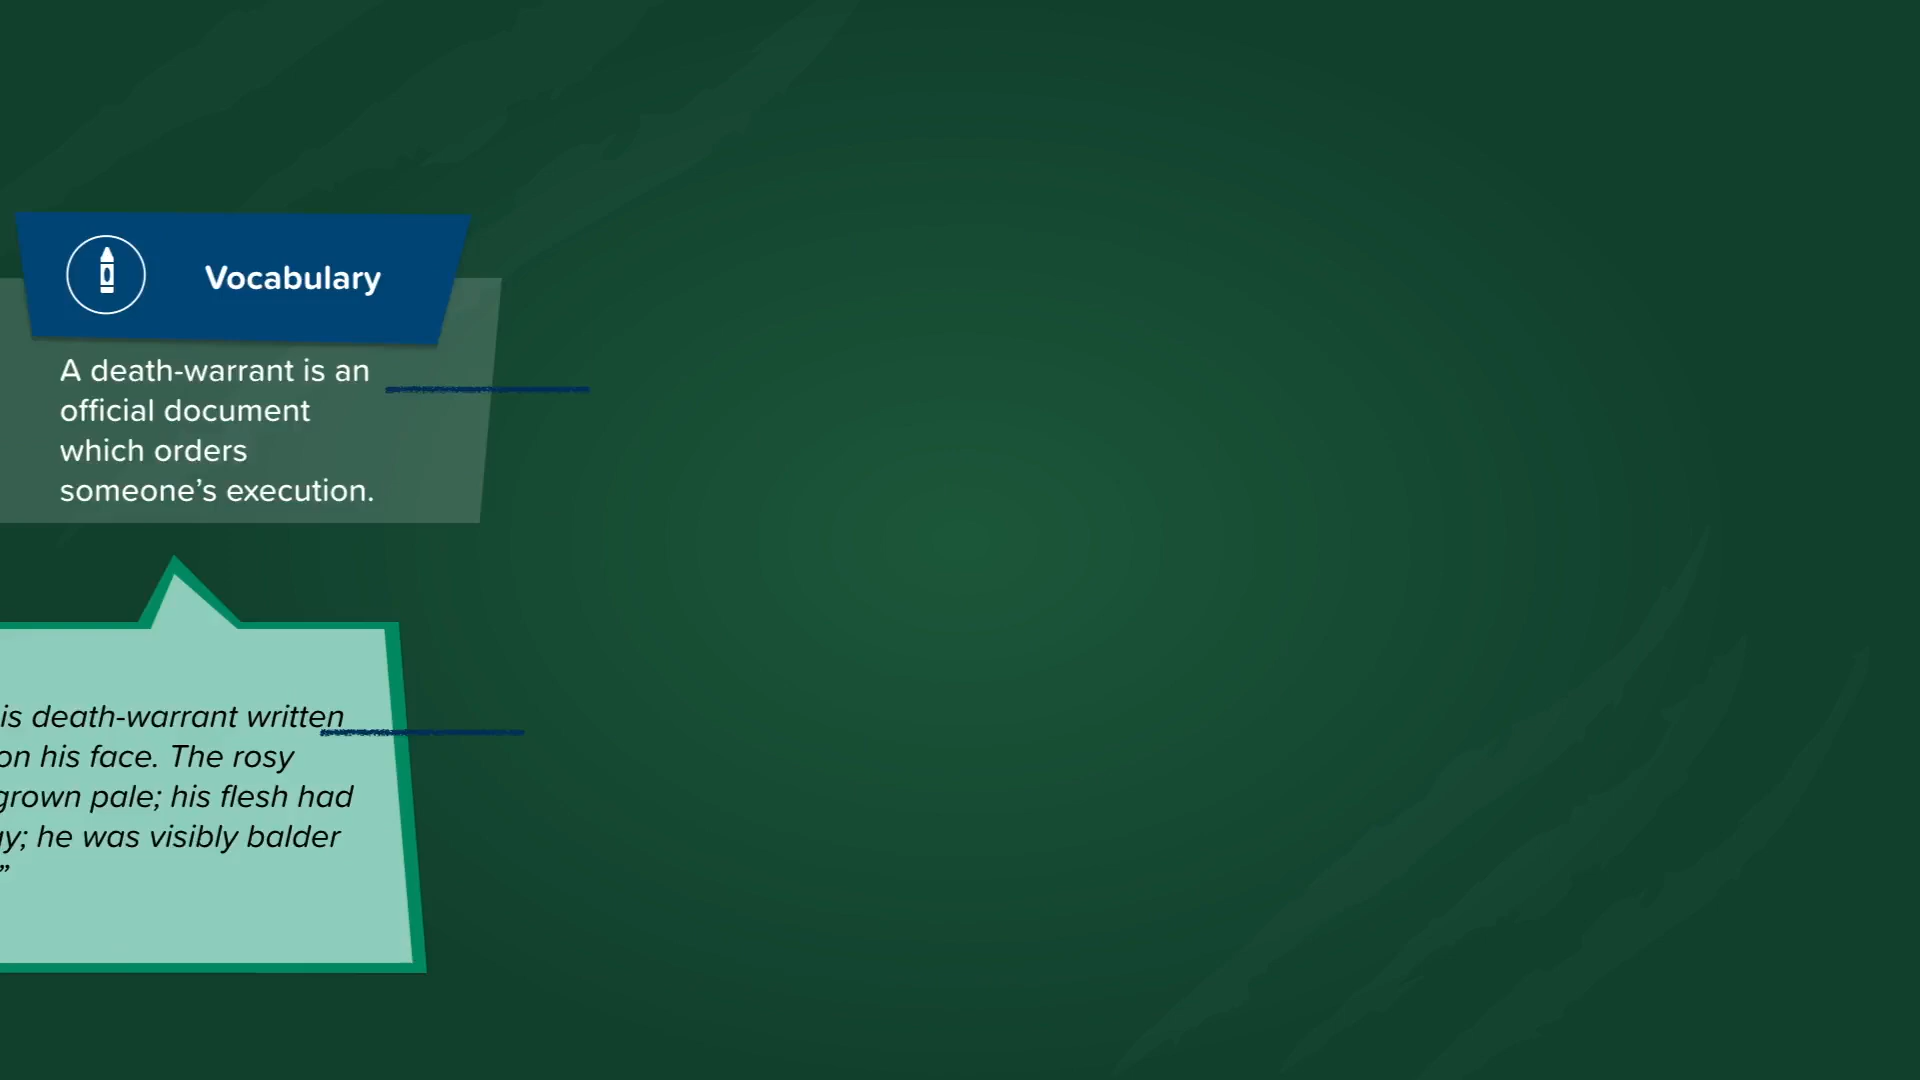 Vocabulary
A death-warrant is an
official document
which orders
someone’s execution.
is death-warrant written
on his face. The rosy
grown pale; his flesh had
he was visibly balder
”